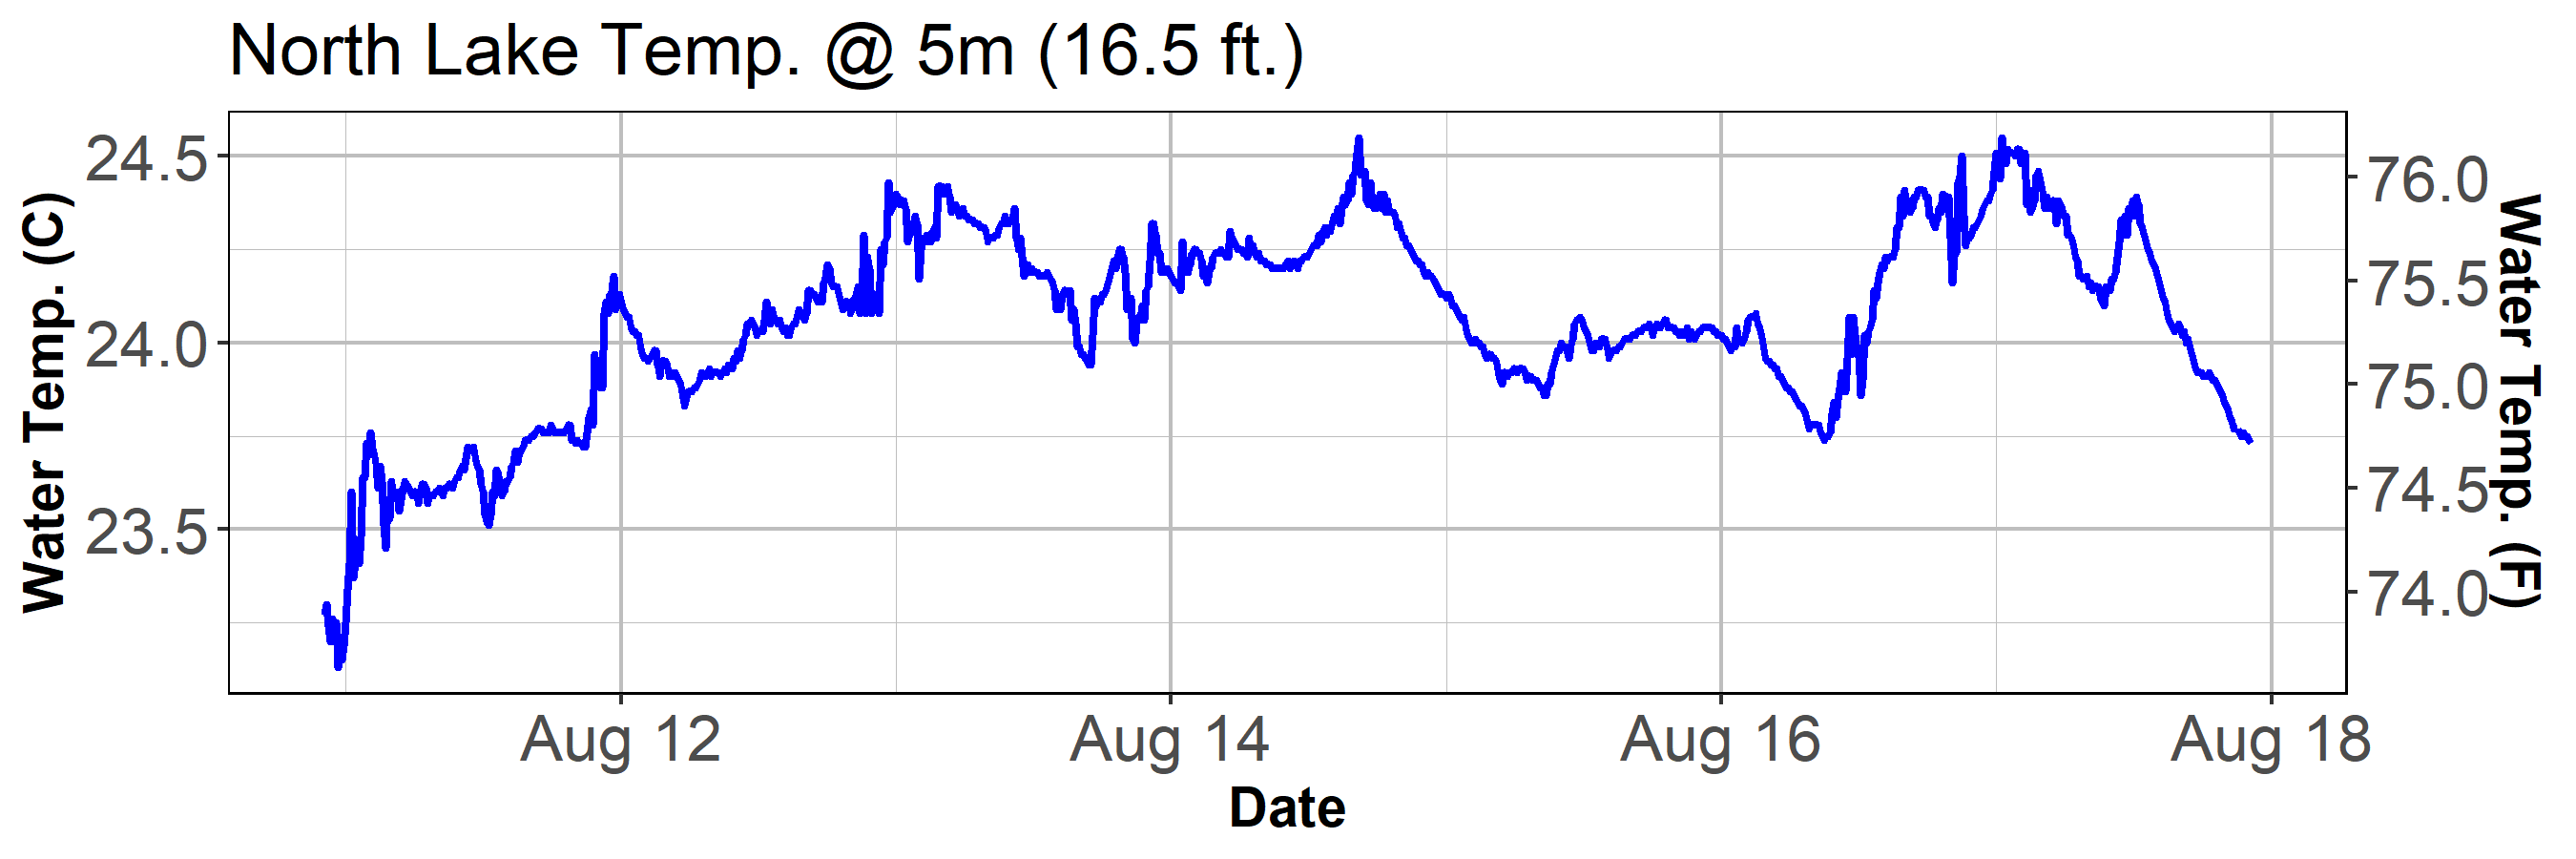 North Lake Temp. @ 5m (16.5 ft.)
Water Temp. (C)
24.5
24.0
23.5
76.0
75.5
75.0
74.5
74.0
Water Temp. (F)
Aug 12
Aug 14
Aug 16
Aug 18
Date